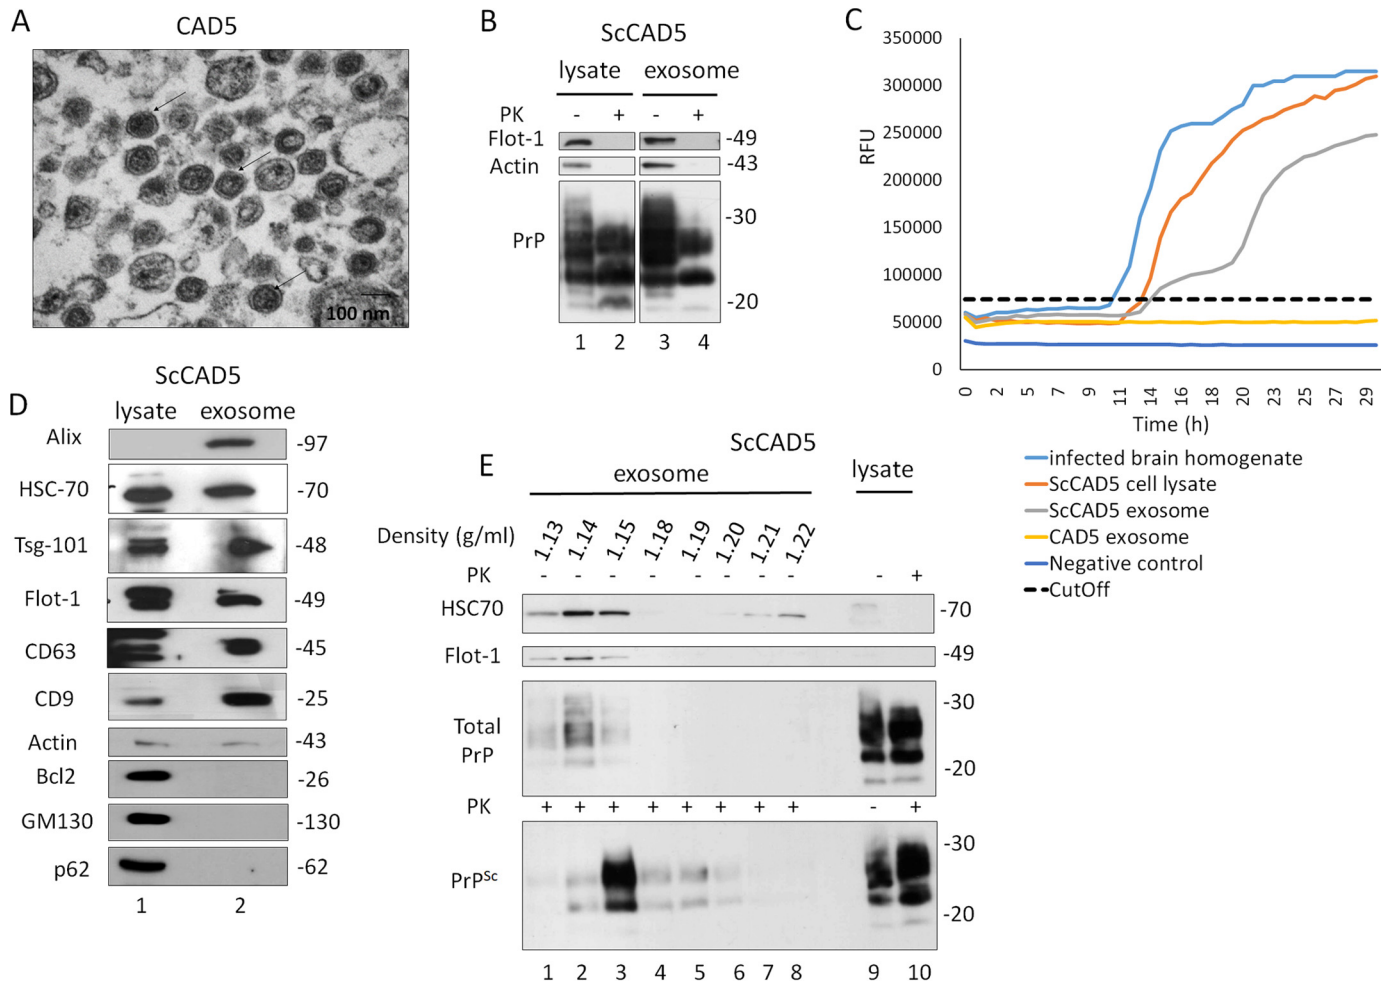 A
CAD5
100 nm
B
ScCAD5
lysate exosome
PK - + - +
Flot-1 -49
Actin -43
-30
PrP
-20
1 2 3 4
C
350000
300000
250000
200000
150000
100000
50000
0
RFU
0 2 5 7 9 11 14 16 18 20 23 25 27 29
Time (h)
infected brain homogenate
ScCAD5 cell lysate
ScCAD5 exosome
CAD5 exosome
Negative control
CutOff
D
ScCAD5
lysate exosome
Alix -97
HSC-70 -70
Tsg-101 -48
Flot-1 -49
CD63 -45
CD9 -25
Actin -43
Bcl2 -26
GM130 -130
p62 -62
1 2
E
ScCAD5
exosome lysate
Density (g/ml) 1.13 1.14 1.15 1.18 1.19 1.20 1.21 1.22
PK - - - - - - - - - +
HSC70 -70
Flot-1 -49
-30
Total
PrP
-20
PK + + + + + + + + - +
-30
PrPSc
-20
1 2 3 4 5 6 7 8 9 10